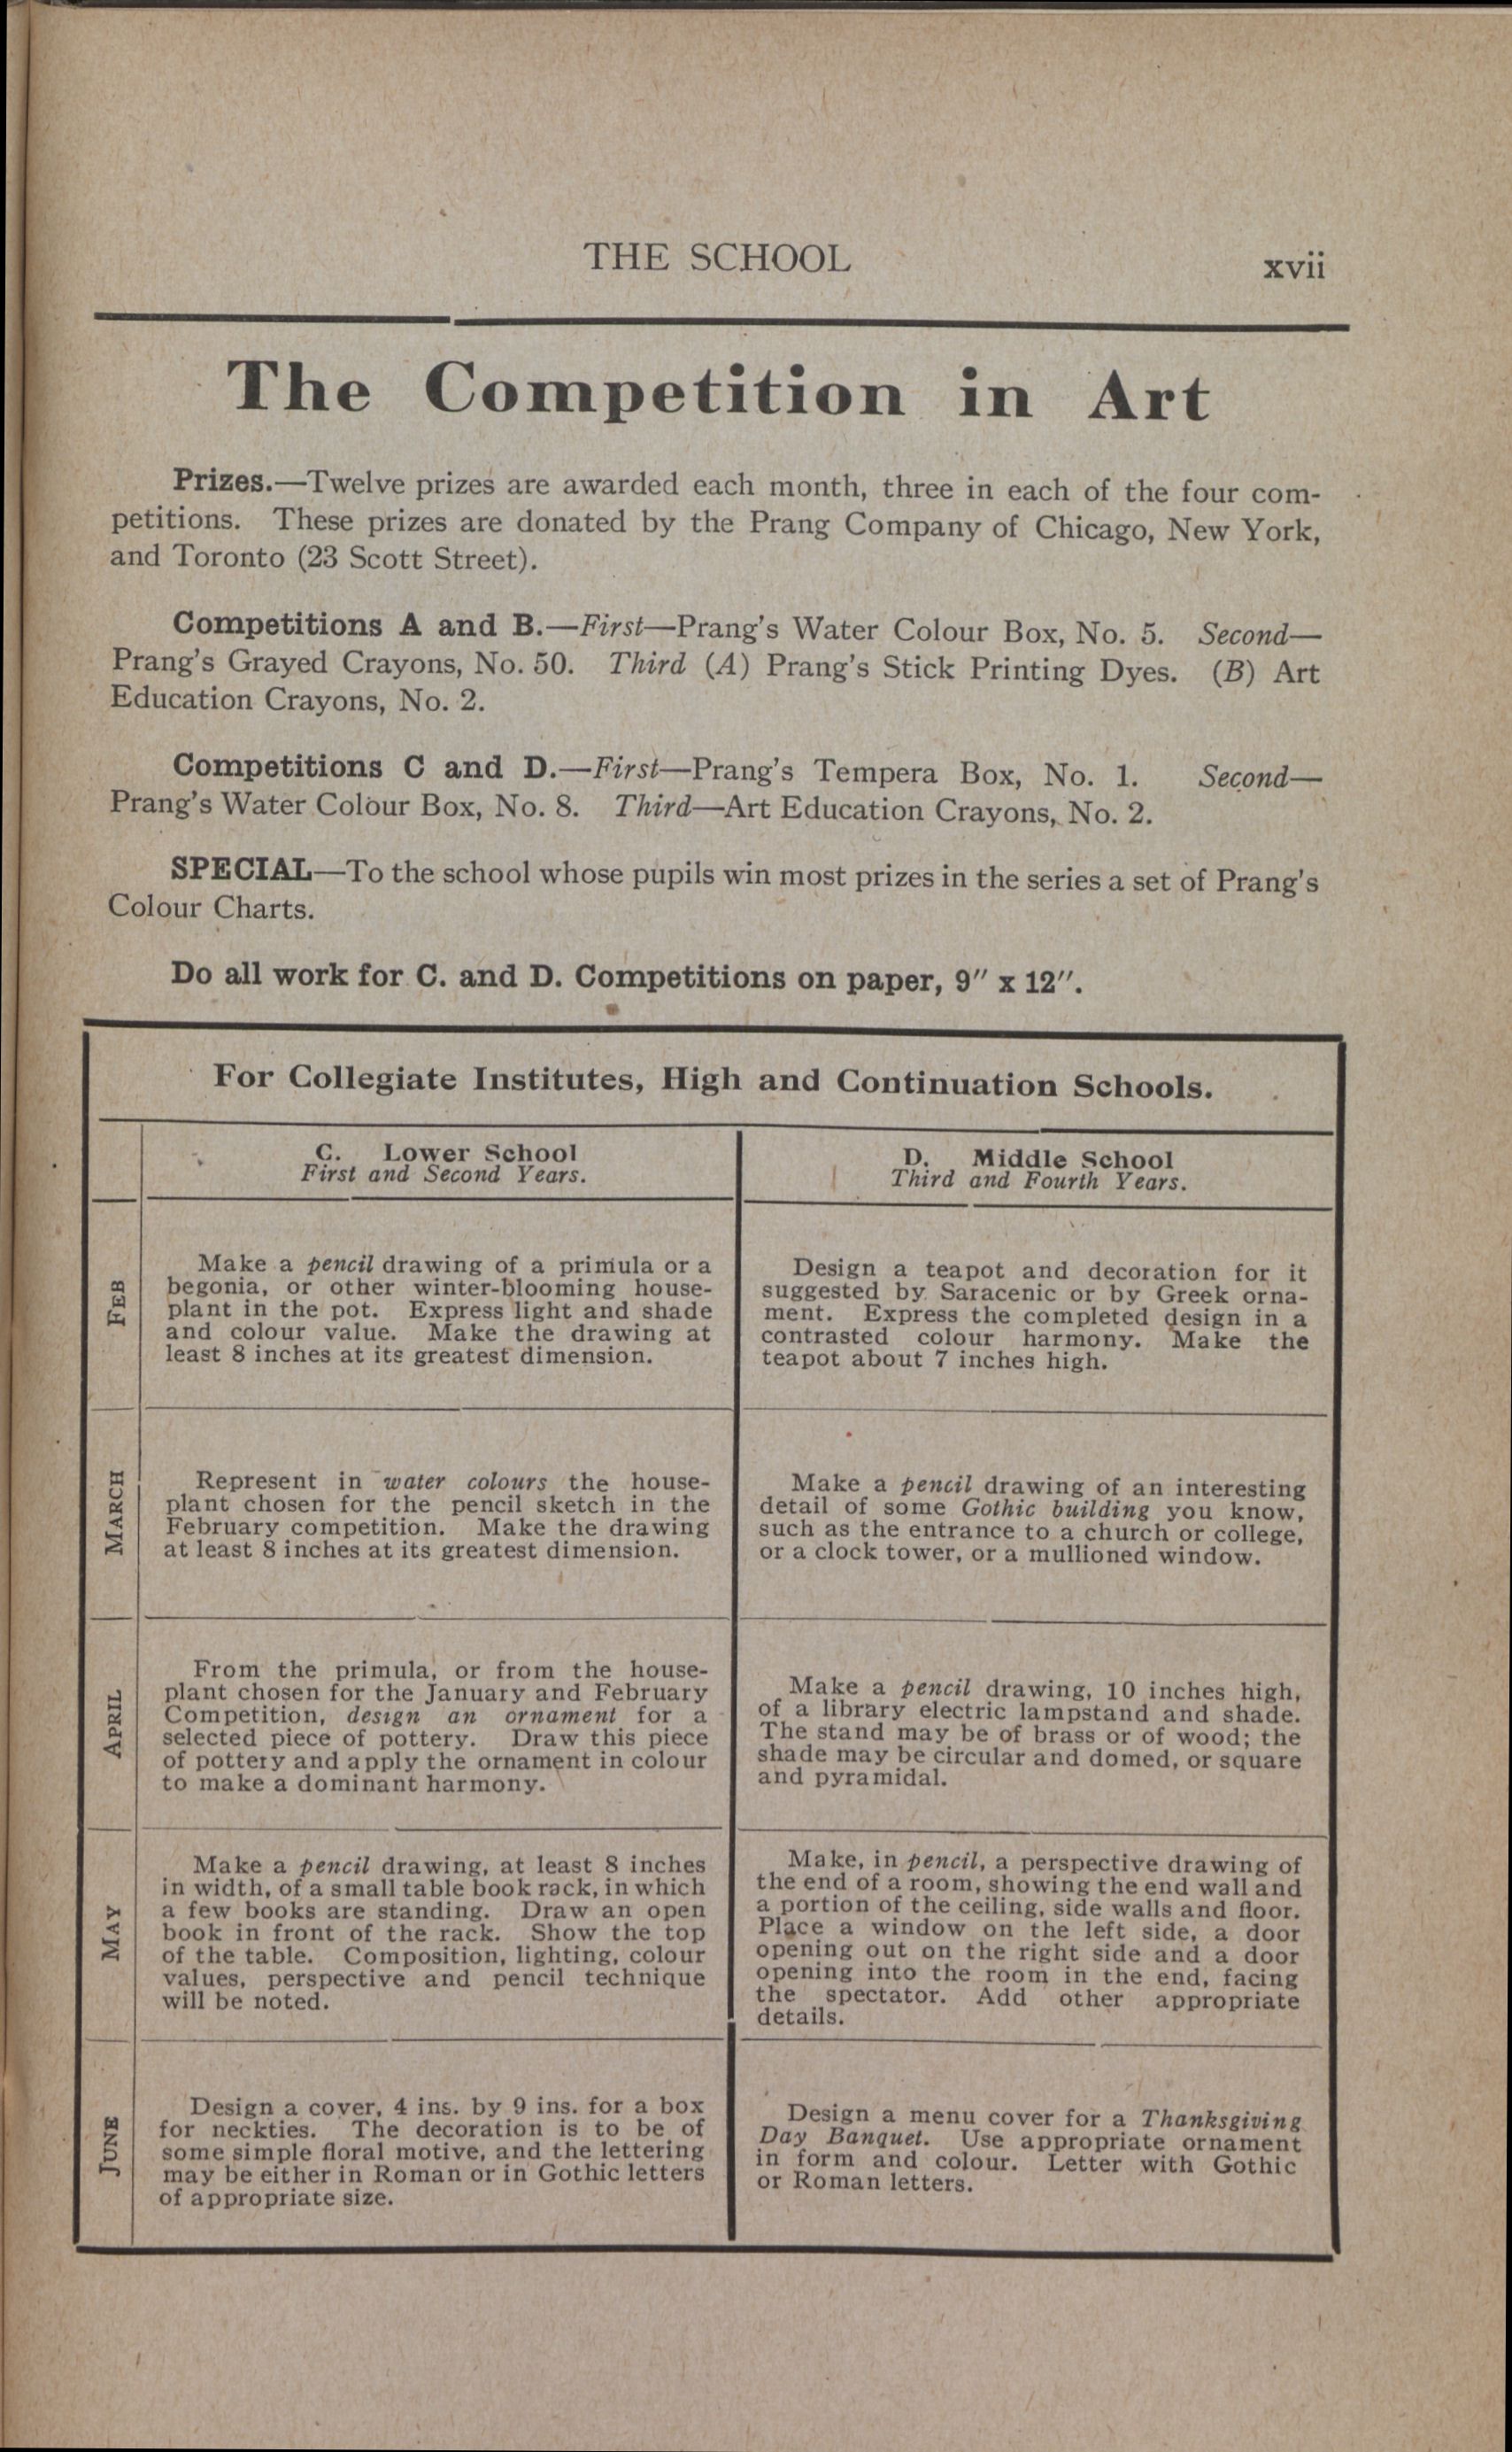 THE SCHOOL
xvii
The Competition in Art
Prizes.—Twelve prizes are awarded each month, three in each of the four com-
petitions. These prizes are donated by the Prang Company of Chicago, New York,
and Toronto (23 Scott Street).
Competitions A and B.—First—Prang's Water Colour Box, No. 5. Second—
Prang's Grayed Crayons, No. 50. Third (A) Prang's Stick Printing Dyes. (B) Art
Education Crayons, No. 2.
Competitions C and D.—First—Prang's Tempera Box, No. 1. Second—
Prang's Water Colour Box, No. 8. Third—Art Education Crayons, No. 2.
SPECIAL—To the school whose pupils win most prizes in the series a set of Prang's
Colour Charts.
Do all work for C. and D. Competitions on paper, 9″ x 12″.
For Collegiate Institutes, High and Continuation Schools.
C. Lower School
First and Second Years.
D. Middle School
Third and Fourth Years.
FEB
Make a pencil drawing of a primula or a
begonia, or other winter-blooming house-
plant in the pot. Express light and shade
and colour value. Make the drawing at
least 8 inches at its greatest dimension.
Design a teapot and decoration for it
suggested by Saracenic or by Greek orna-
ment. Express the completed design in a
contrasted colour harmony. Make the
teapot about 7 inches high.
MARCH
Represent in water colours the house-
plant chosen for the pencil sketch in the
February competition. Make the drawing
at least 8 inches at its greatest dimension.
Make a pencil drawing of an interesting
detail of some Gothic building you know,
such as the entrance to a church or college,
or a clock tower, or a mullioned window.
APRIL
From the primula, or from the house-
plant chosen for the January and February
Competition, design an ornament for a
selected piece of pottery. Draw this piece
of pottery and apply the ornament in colour
to make a dominant harmony.
Make a pencil drawing, 10 inches high,
of a library electric lampstand and shade.
The stand may be of brass or of wood; the
shade may be circular and domed, or square
and pyramidal.
MAY
Make a pencil drawing, at least 8 inches
in width, of a small table book rack, in which
a few books are standing. Draw an open
book in front of the rack. Show the top
of the table. Composition, lighting, colour
values, perspective and pencil technique
will be noted.
Make, in pencil, a perspective drawing of
the end of a room, showing the end wall and
a portion of the ceiling, side walls and floor.
Place a window on the left side, a door
opening out on the right side and a door
opening into the room in the end, facing
the spectator. Add other appropriate
details.
JUNE
Design a cover, 4 ins. by 9 ins. for a box
for neckties. The decoration is to be of
some simple floral motive, and the lettering
may be either in Roman or in Gothic letters
of appropriate size.
Design a menu cover for a Thanksgiving
Day Banquet. Use appropriate ornament
in form and colour. Letter with Gothic
or Roman letters.